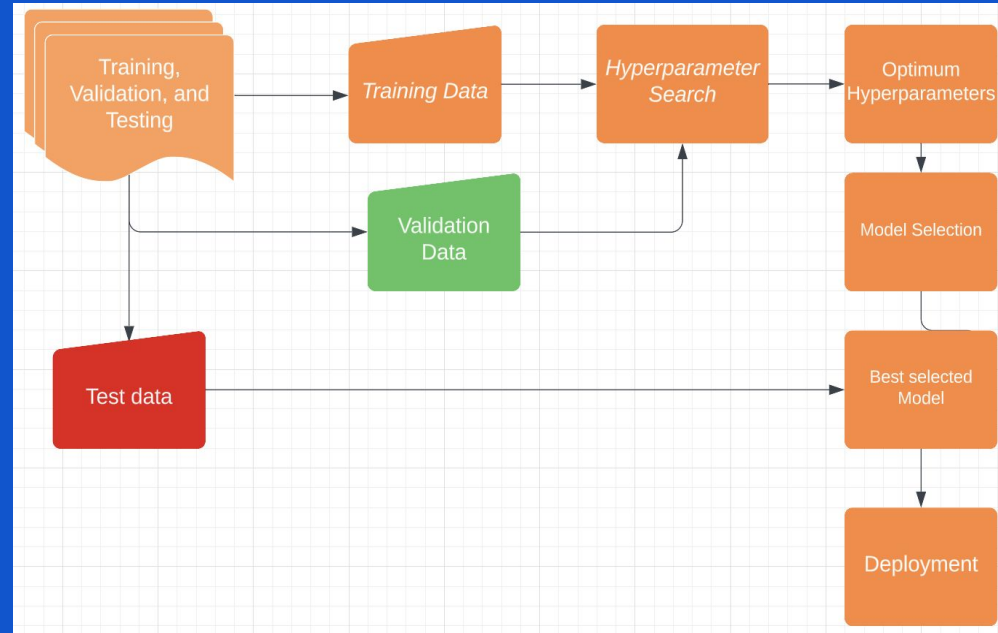 Training,
Validation, and
Testing
Training Data
Hyperparameter
Search
Optimum
Hyperparameters
Validation
Data
Model Selection
Test data
Best selected
Model
Deployment